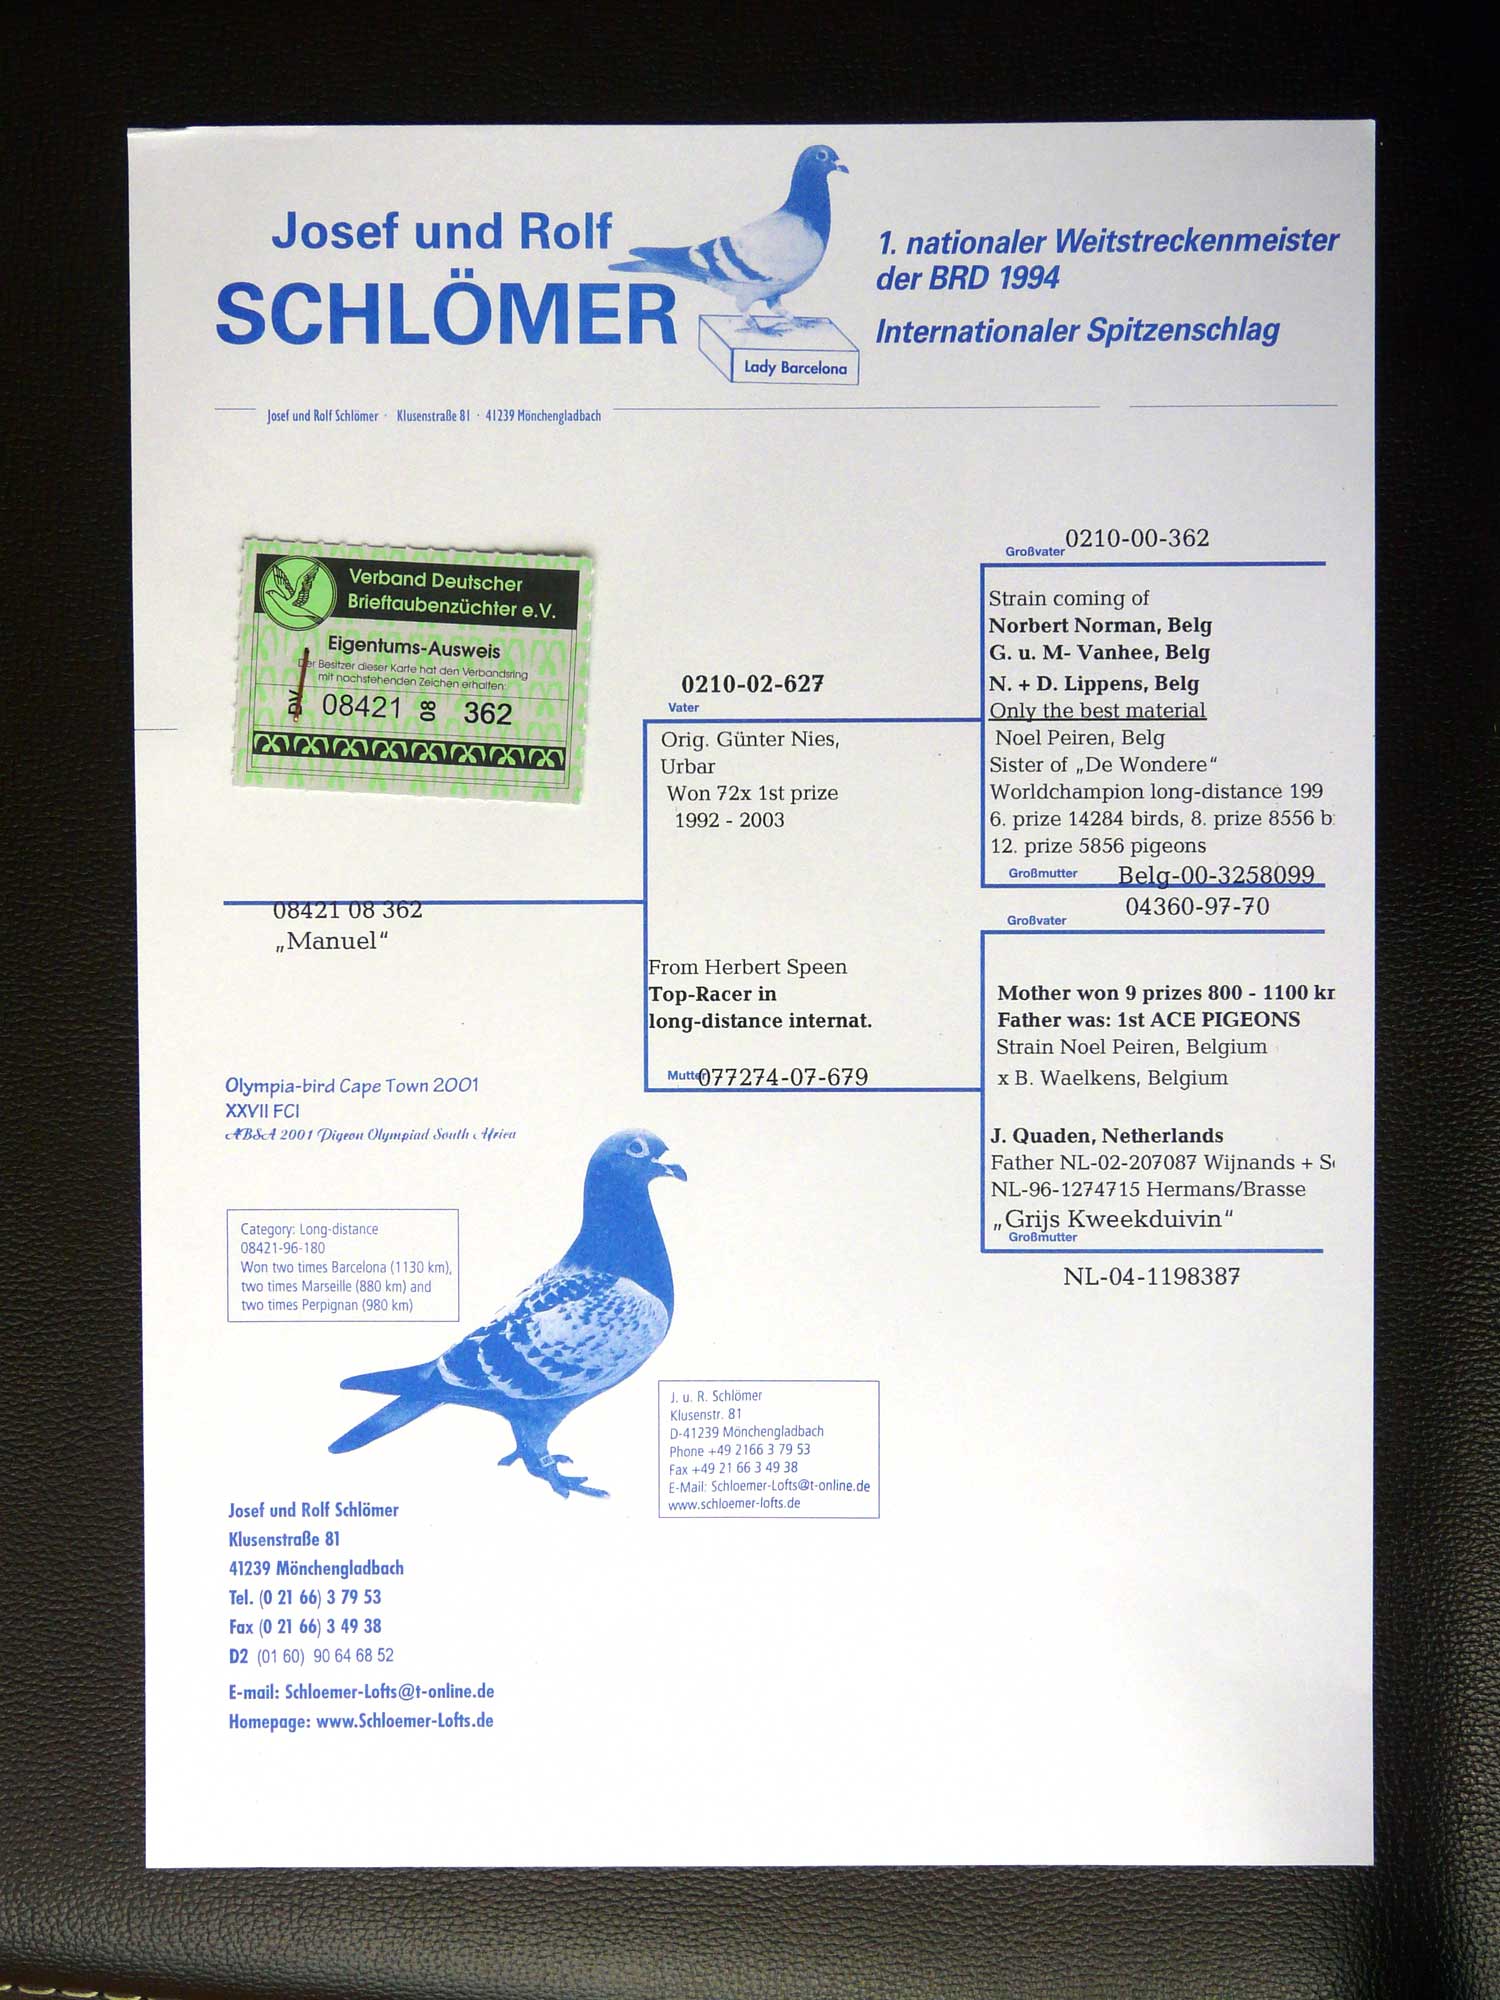 Josef und Rolf
SCHLÖMER
Lady Barcelona
1. nationaler Weitstreckenmeister
der BRD 1994
Internationaler Spitzenschlag
Josef und Rolf Schlömer · Klusenstraße 81 · 41239 Mönchengladbach
Verband Deutscher
Brieftaubenzüchter e.V.
Eigentums-Ausweis
Der Besitzer dieser Karte hat den Verbandsring
mit nachstehenden Zeichen erhalten:
DV 08421 08 362
08421 08 362
„Manuel“
0210-02-627
Vater
Orig. Günter Nies,
Urbar
Won 72x 1st prize
1992 - 2003
From Herbert Speen
Top-Racer in
long-distance internat.
Mutter 077274-07-679
Großvater 0210-00-362
Strain coming of
Norbert Norman, Belg
G. u. M- Vanhee, Belg
N. + D. Lippens, Belg
Only the best material
Noel Peiren, Belg
Sister of „De Wondere“
Worldchampion long-distance 199
6. prize 14284 birds, 8. prize 8556 b
12. prize 5856 pigeons
Großmutter Belg-00-3258099
Großvater 04360-97-70
Mother won 9 prizes 800 - 1100 kr
Father was: 1st ACE PIGEONS
Strain Noel Peiren, Belgium
x B. Waelkens, Belgium
J. Quaden, Netherlands
Father NL-02-207087 Wijnands + S
NL-96-1274715 Hermans/Brasse
„Grijs Kweekduivin“
Großmutter
NL-04-1198387
Olympia-bird Cape Town 2001
XXVII FCI
ABSA 2001 Pigeon Olympiad South Africa
Category: Long-distance
08421-96-180
Won two times Barcelona (1130 km),
two times Marseille (880 km) and
two times Perpignan (980 km)
J. u. R. Schlömer
Klusenstr. 81
D-41239 Mönchengladbach
Phone +49 2166 3 79 53
Fax +49 21 66 3 49 38
E-Mail: Schloemer-Lofts@t-online.de
www.schloemer-lofts.de
Josef und Rolf Schlömer
Klusenstraße 81
41239 Mönchengladbach
Tel. (0 21 66) 3 79 53
Fax (0 21 66) 3 49 38
D2 (01 60) 90 64 68 52
E-mail: Schloemer-Lofts@t-online.de
Homepage: www.Schloemer-Lofts.de